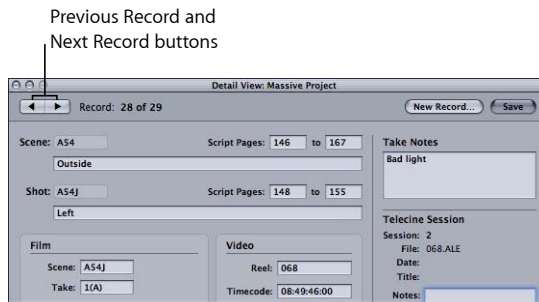 Previous Record and
Next Record buttons
Detail View: Massive Project
Record: 28 of 29
New Record...
Save
Scene: A54
Script Pages: 146 to 167
Outside
Shot: A54J
Script Pages: 148 to 155
Left
Take Notes
Bad light
Film
Scene: A54J
Take: 1(A)
Video
Reel: 068
Timecode: 08:49:46:00
Telecine Session
Session: 2
File: 068.ALE
Date:
Title:
Notes: